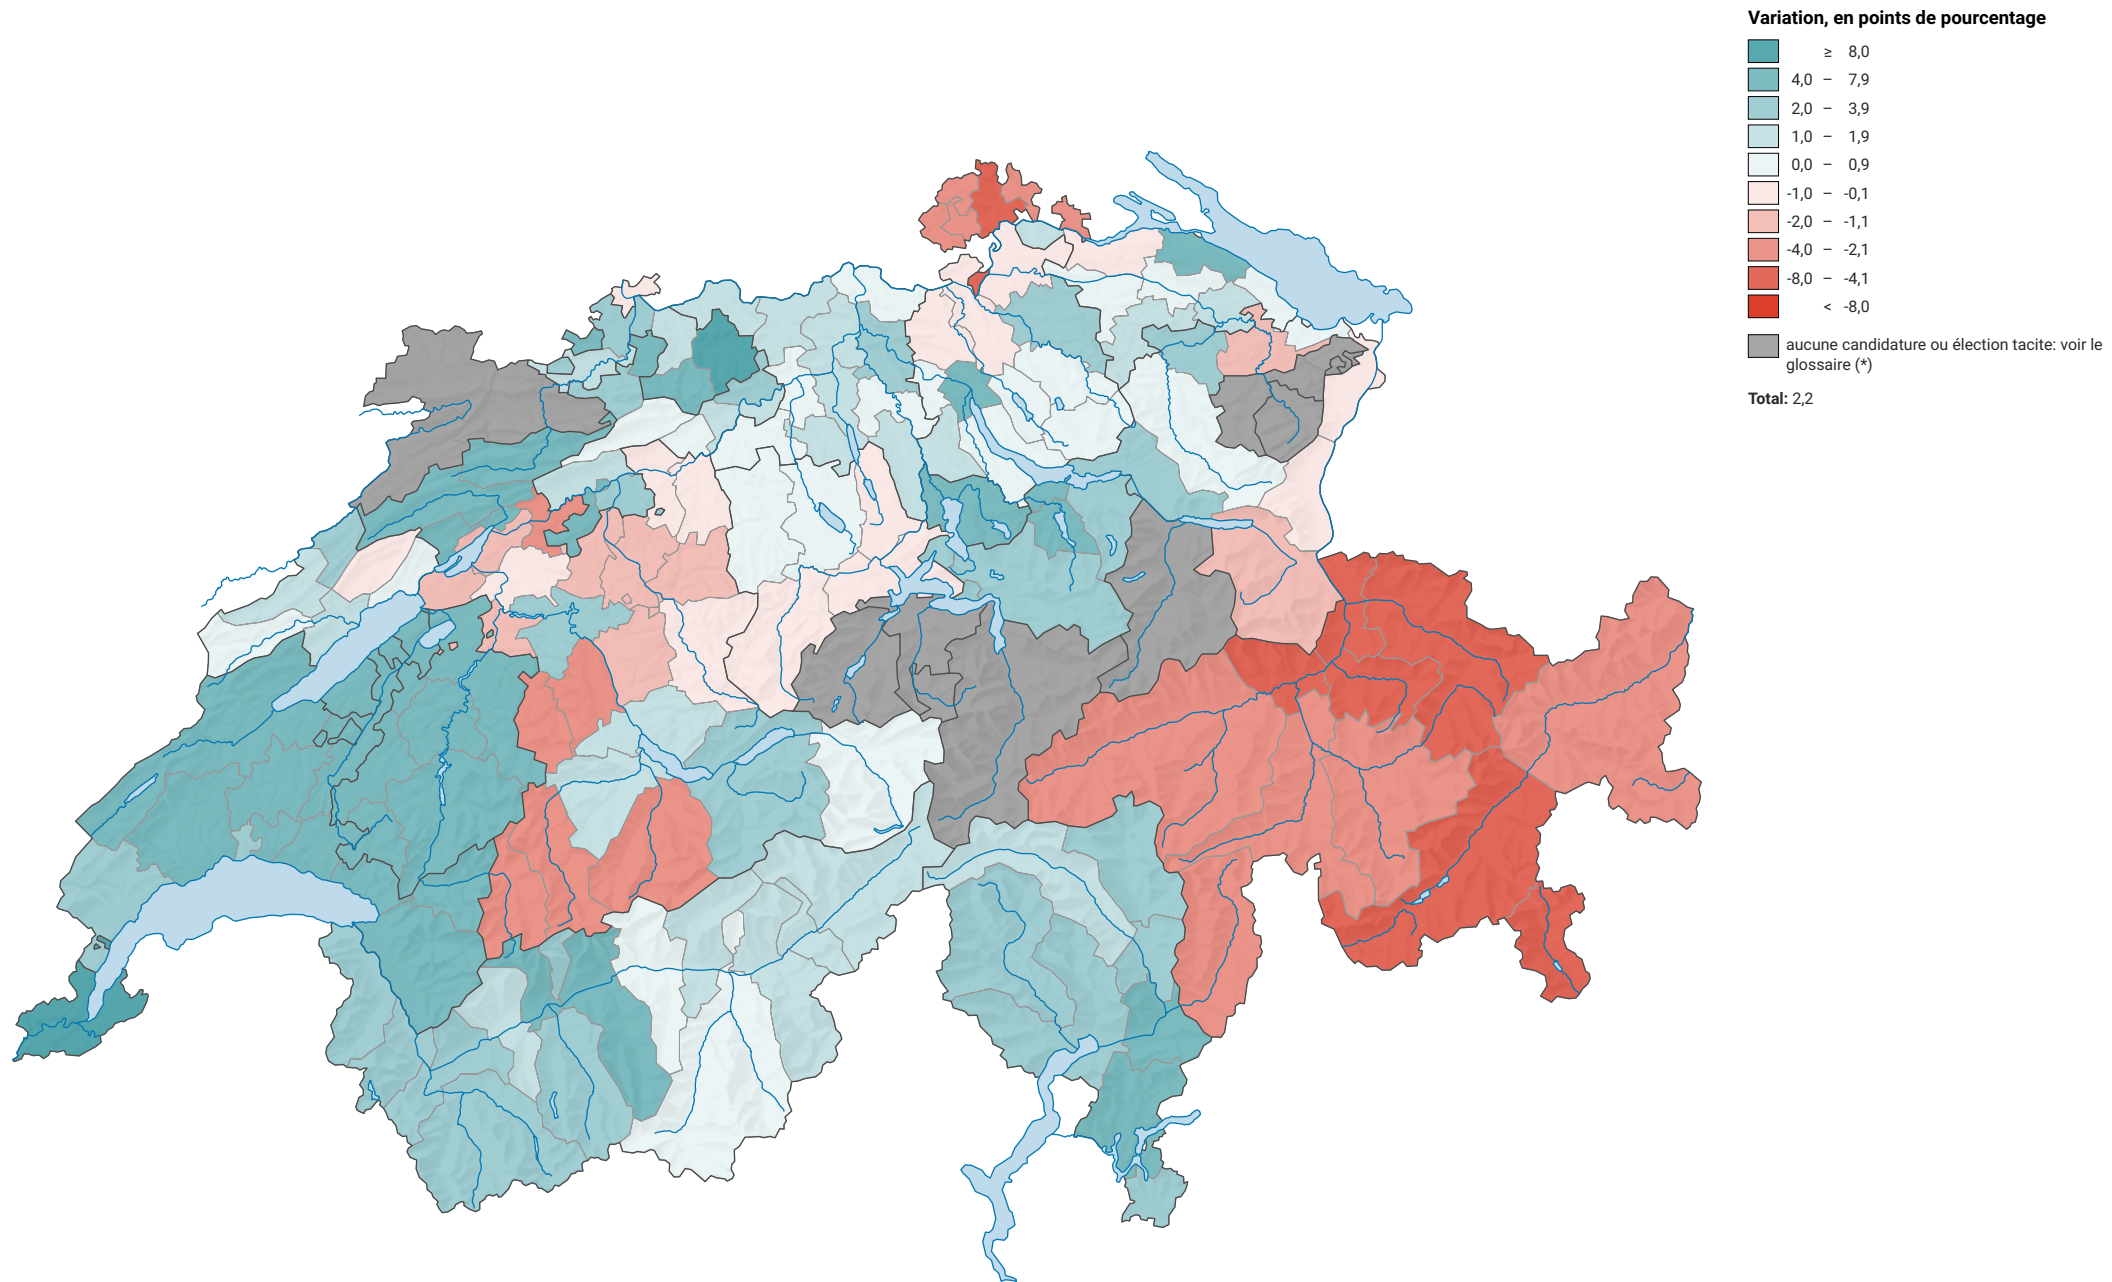 Variation, en points de pourcentage
≥ 8,0
4,0 – 7,9
2,0 – 3,9
1,0 – 1,9
0,0 – 0,9
-1,0 – -0,1
-2,0 – -1,1
-4,0 – -2,1
-8,0 – -4,1
< -8,0
aucune candidature ou élection tacite: voir le
glossaire (*)
Total: 2,2